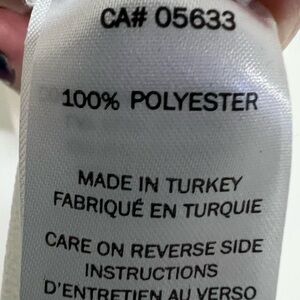 CA# 05633
100% POLYESTER
MADE IN TURKEY
FABRIQUÉ EN TURQUIE
CARE ON REVERSE SIDE
INSTRUCTIONS
D'ENTRETIEN AU VERSO